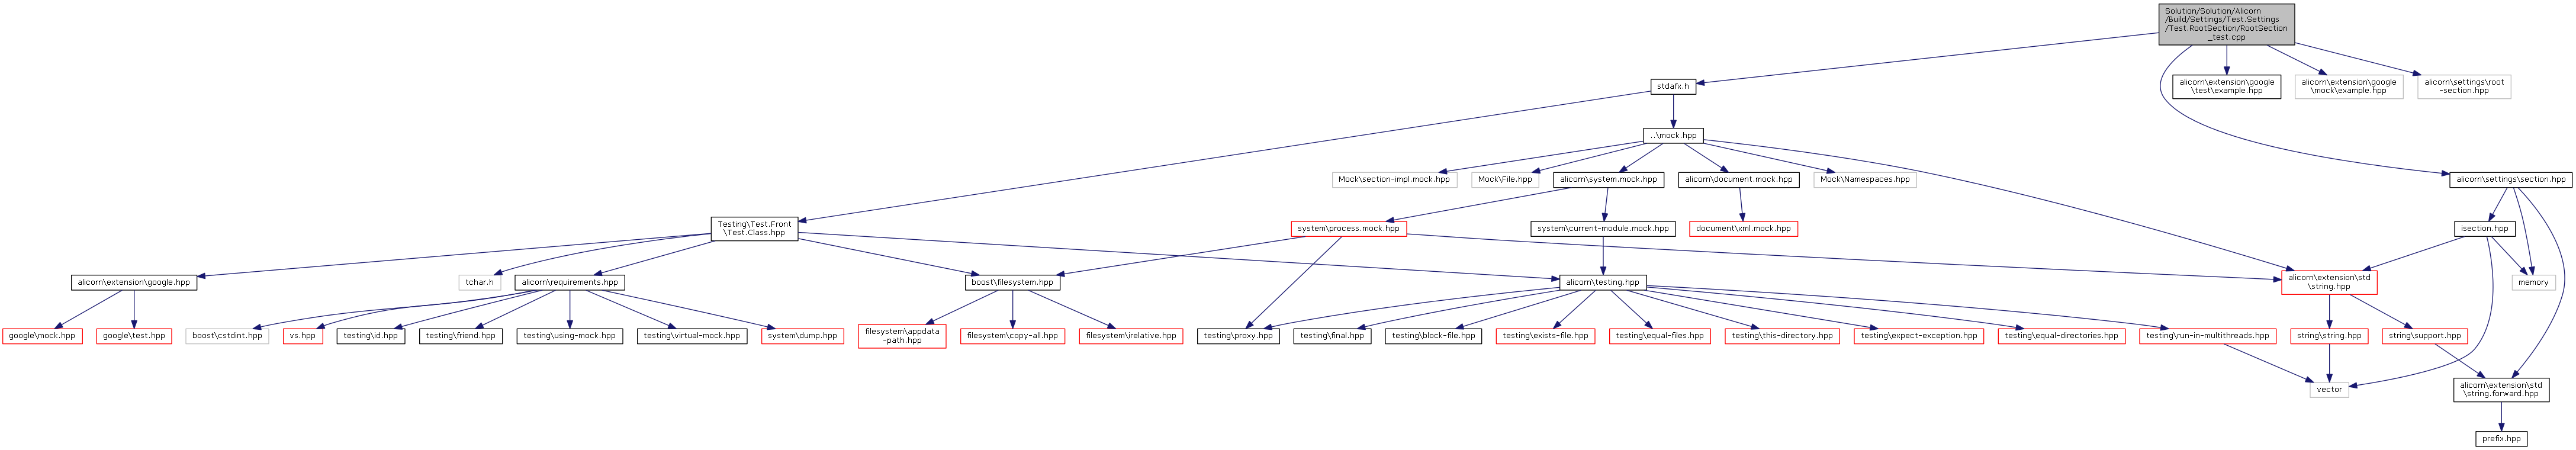 Solution/Solution/Alicorn
/Build/Settings/Test.Settings
/Test.RootSection/RootSection
_test.cpp
stdafx.h
alicorn\extension\google
\test\example.hpp
alicorn\extension\google
\mock\example.hpp
alicorn\settings\root
-section.hpp
..\mock.hpp
Mock\section-impl.mock.hpp
Mock\File.hpp
alicorn\system.mock.hpp
alicorn\document.mock.hpp
Mock\Namespaces.hpp
alicorn\settings\section.hpp
Testing\Test.Front
\Test.Class.hpp
system\process.mock.hpp
system\current-module.mock.hpp
document\xml.mock.hpp
isection.hpp
alicorn\extension\google.hpp
tchar.h
alicorn\requirements.hpp
boost\filesystem.hpp
alicorn\testing.hpp
alicorn\extension\std
\string.hpp
memory
google\mock.hpp
google\test.hpp
boost\cstdint.hpp
vs.hpp
testing\id.hpp
testing\friend.hpp
testing\using-mock.hpp
testing\virtual-mock.hpp
system\dump.hpp
filesystem\appdata
-path.hpp
filesystem\copy-all.hpp
filesystem\irelative.hpp
testing\proxy.hpp
testing\final.hpp
testing\block-file.hpp
testing\exists-file.hpp
testing\equal-files.hpp
testing\this-directory.hpp
testing\expect-exception.hpp
testing\equal-directories.hpp
testing\run-in-multithreads.hpp
string\string.hpp
string\support.hpp
vector
alicorn\extension\std
\string.forward.hpp
prefix.hpp